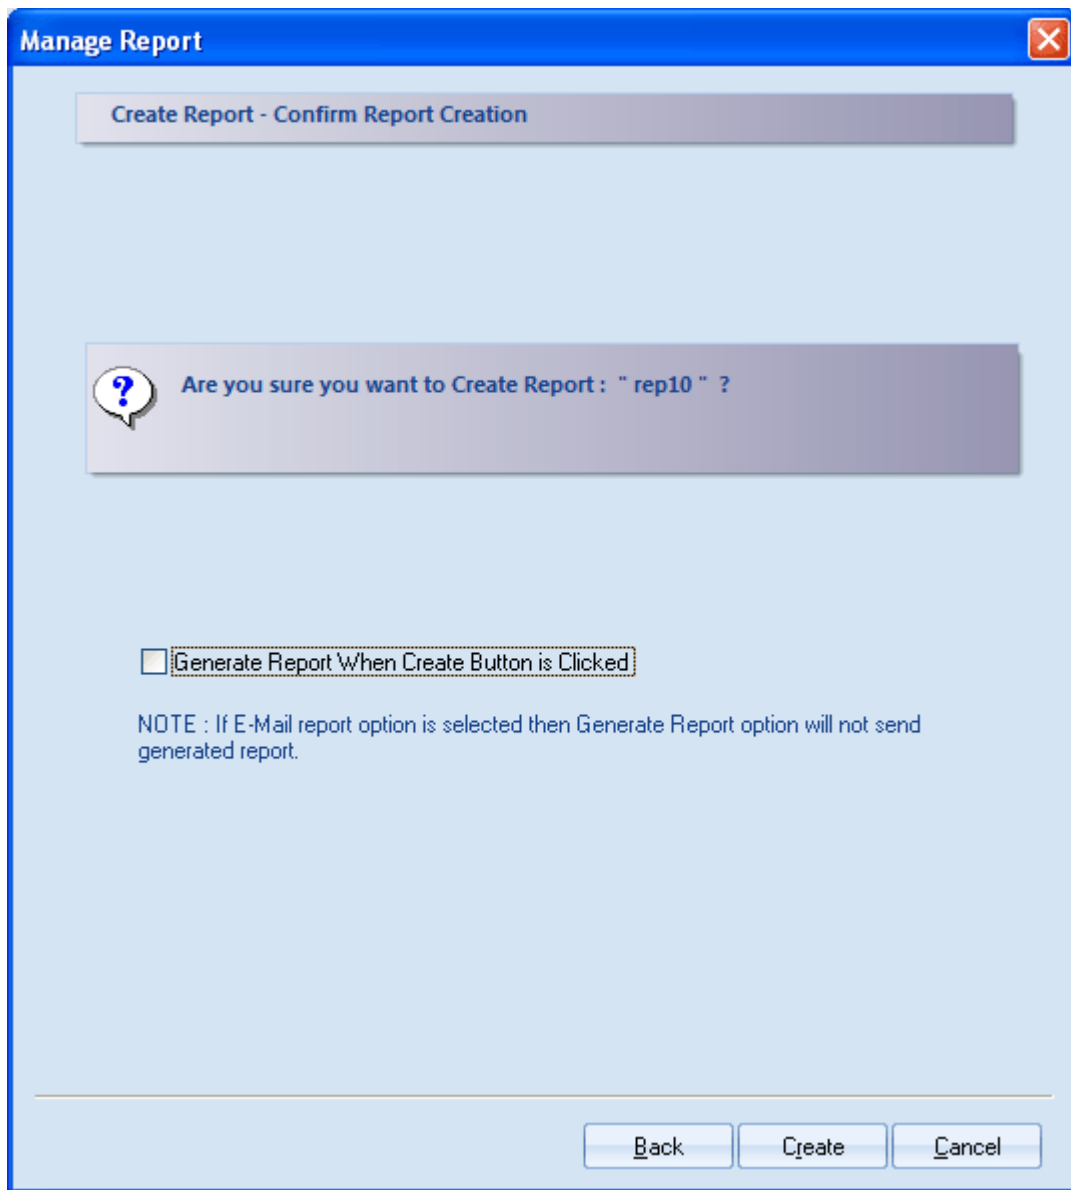 Manage Report
Create Report - Confirm Report Creation
?
Are you sure you want to Create Report : " rep10 " ?
Generate Report When Create Button is Clicked
NOTE : If E-Mail report option is selected then Generate Report option will not send
generated report.
Back Create Cancel